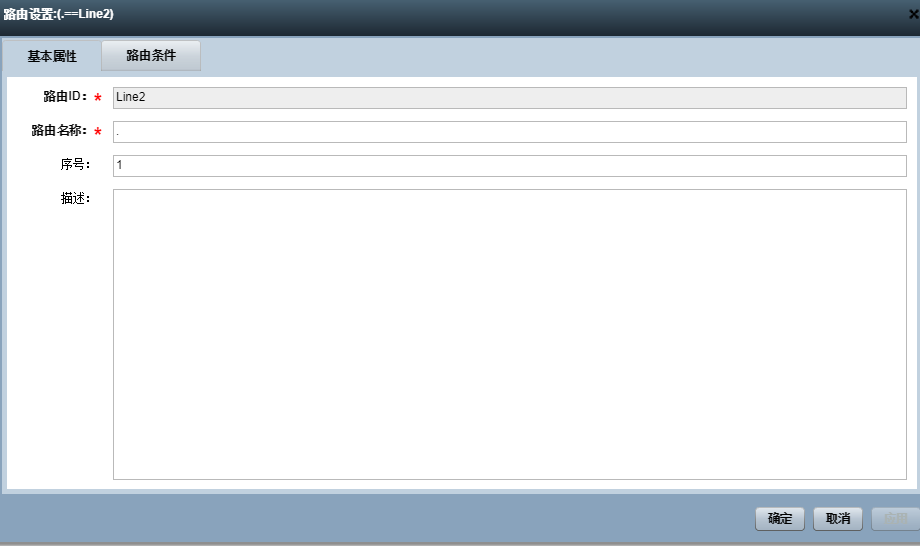 路由设置:(.==Line2)
基本属性 路由条件
路由ID：* Line2
路由名称：* .
序号： 1
描述：
确定 取消